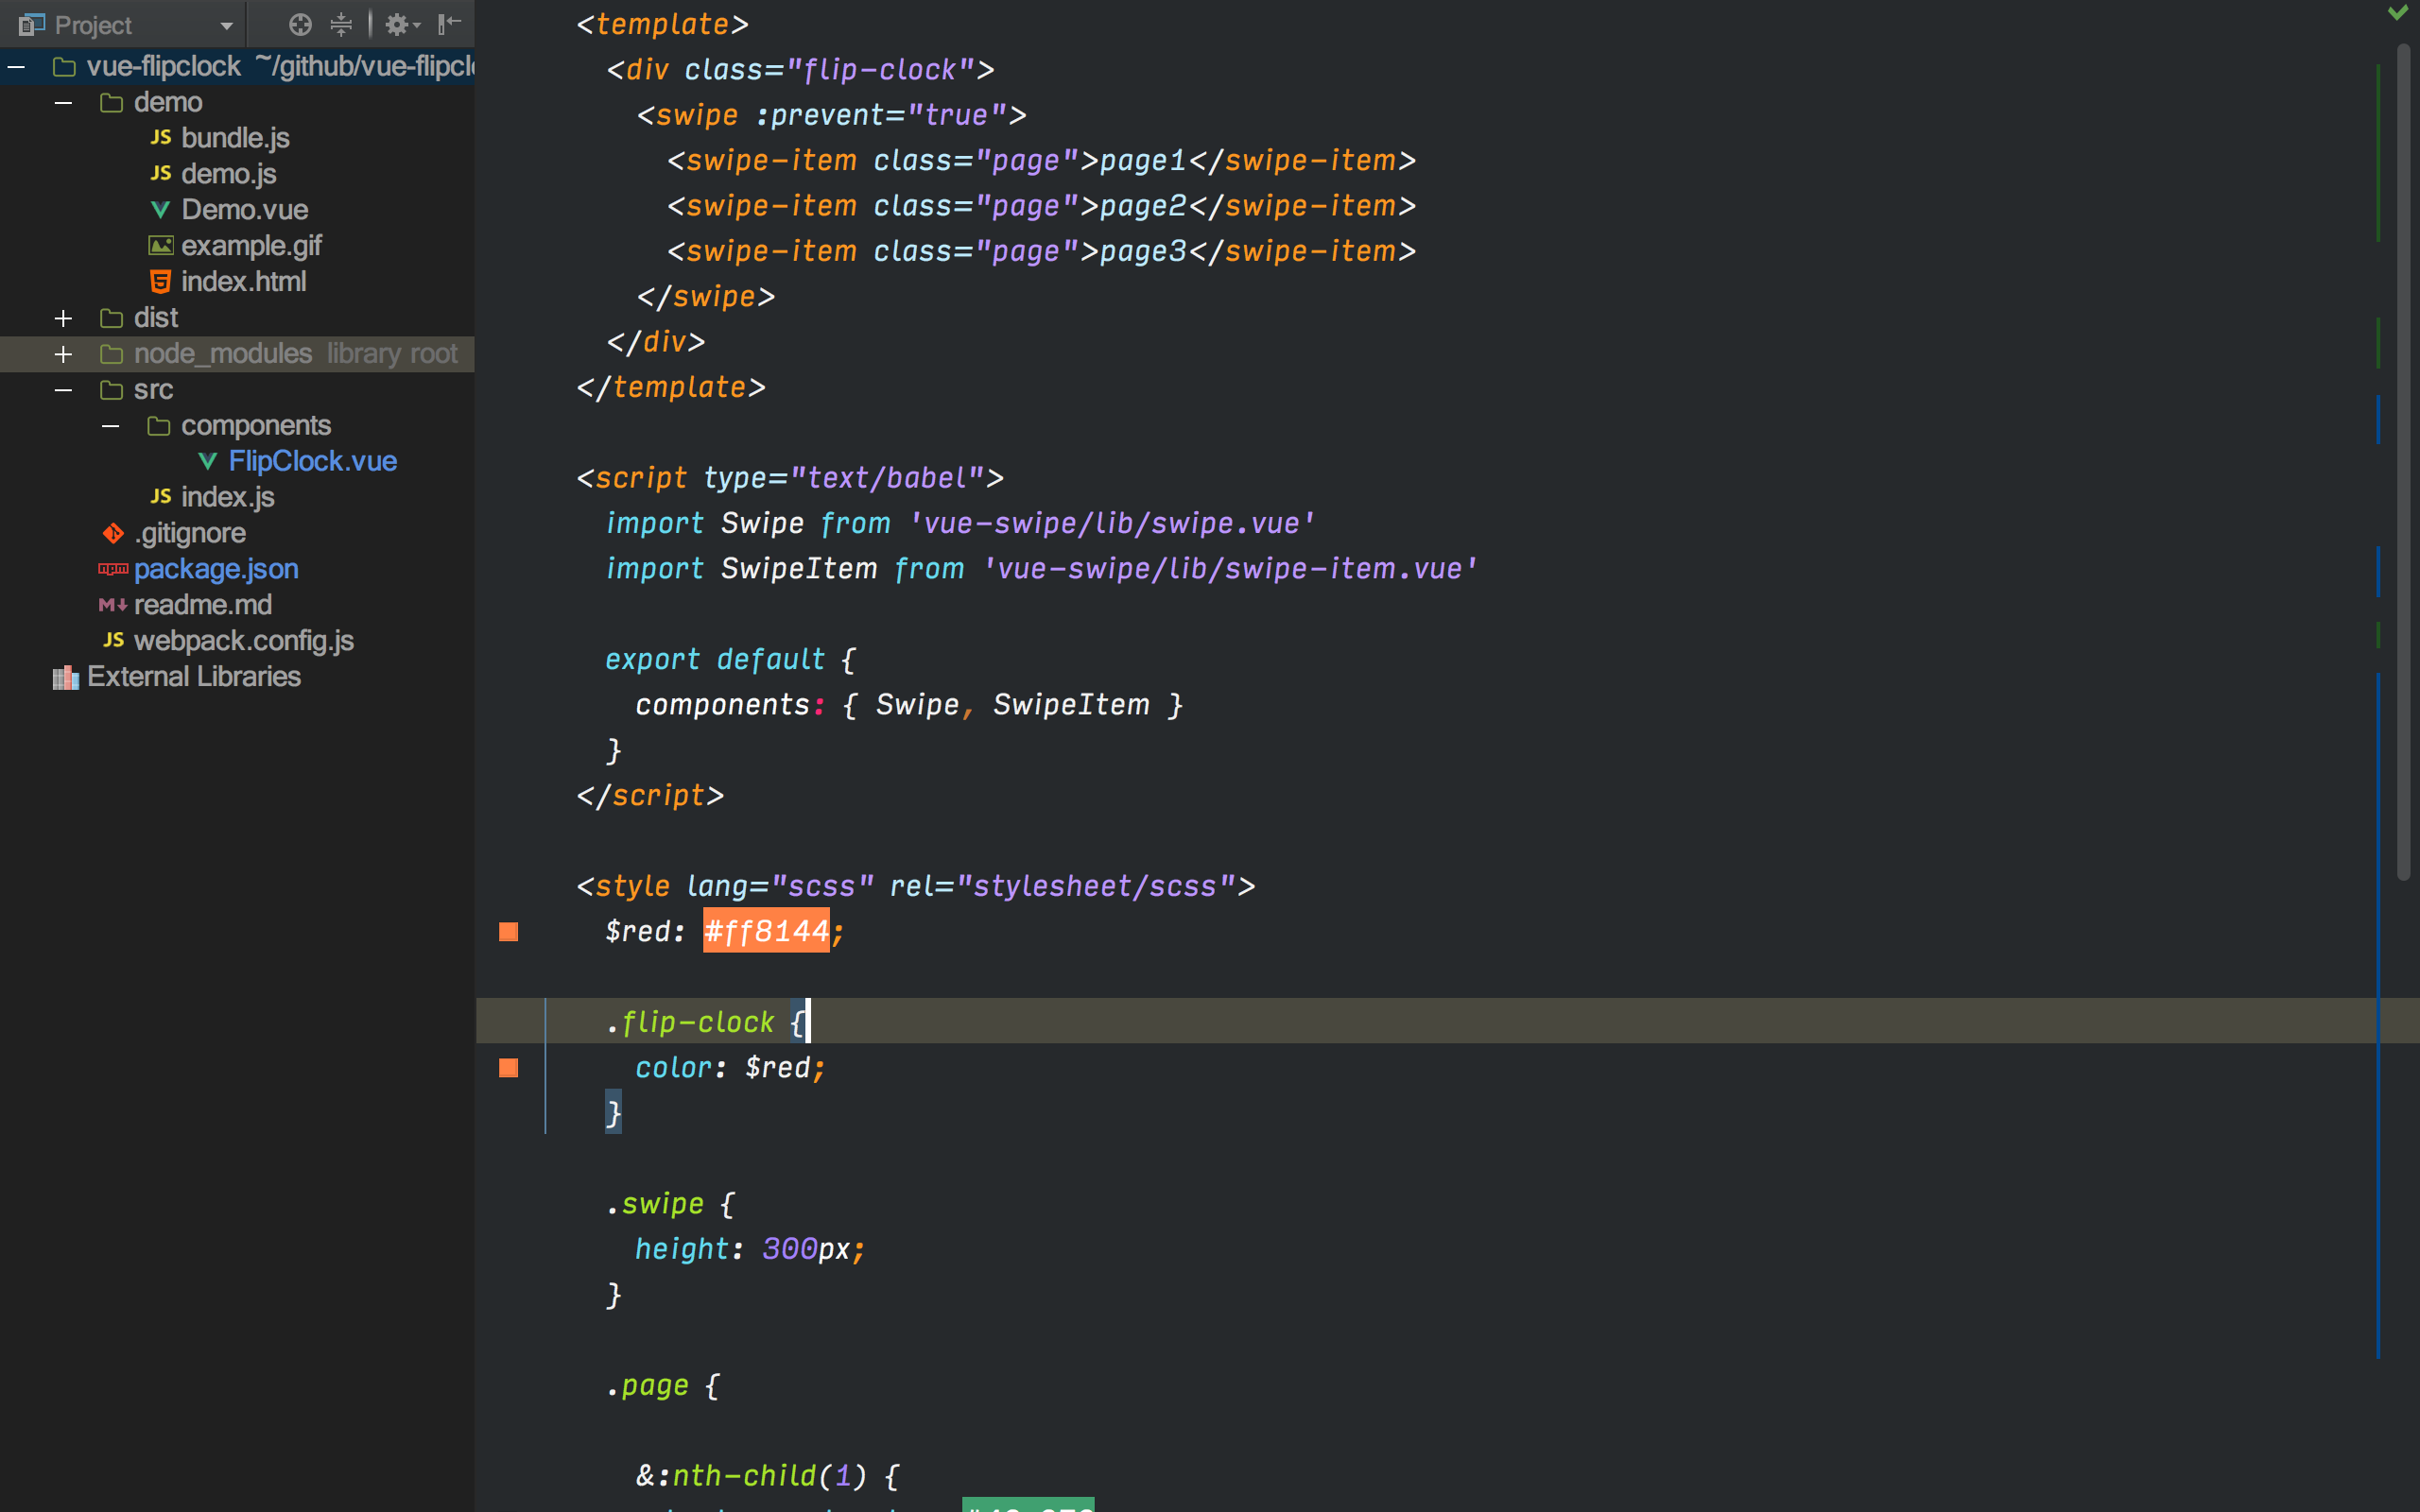 Project
vue-flipclock ~/github/vue-flipcl
demo
JS bundle.js
JS demo.js
Demo.vue
example.gif
index.html
dist
node_modules library root
src
components
FlipClock.vue
JS index.js
.gitignore
package.json
readme.md
JS webpack.config.js
External Libraries
<template>
<div class="flip-clock">
<swipe :prevent="true">
<swipe-item class="page">page1</swipe-item>
<swipe-item class="page">page2</swipe-item>
<swipe-item class="page">page3</swipe-item>
</swipe>
</div>
</template>
<script type="text/babel">
import Swipe from 'vue-swipe/lib/swipe.vue'
import SwipeItem from 'vue-swipe/lib/swipe-item.vue'
export default {
components: { Swipe, SwipeItem }
}
</script>
<style lang="scss" rel="stylesheet/scss">
$red: #ff8144;
.flip-clock {
color: $red;
}
.swipe {
height: 300px;
}
.page {
&:nth-child(1) {